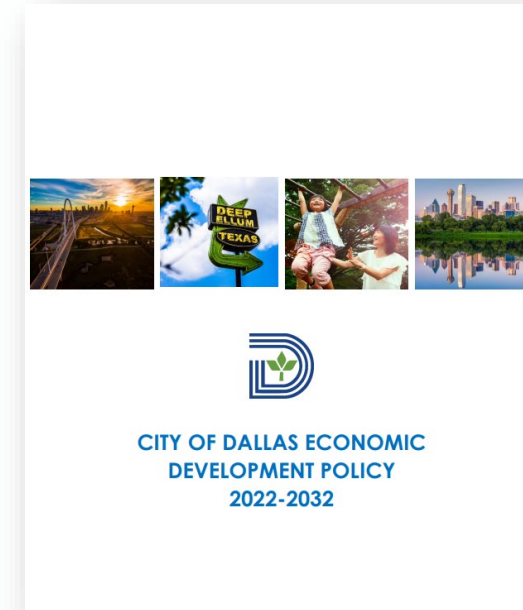 DEEP
ELLUM
TEXAS
CITY OF DALLAS ECONOMIC
DEVELOPMENT POLICY
2022-2032